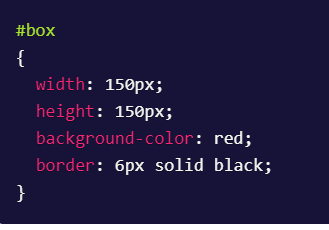 #box
{
  width: 150px;
  height: 150px;
  background-color: red;
  border: 6px solid black;
}